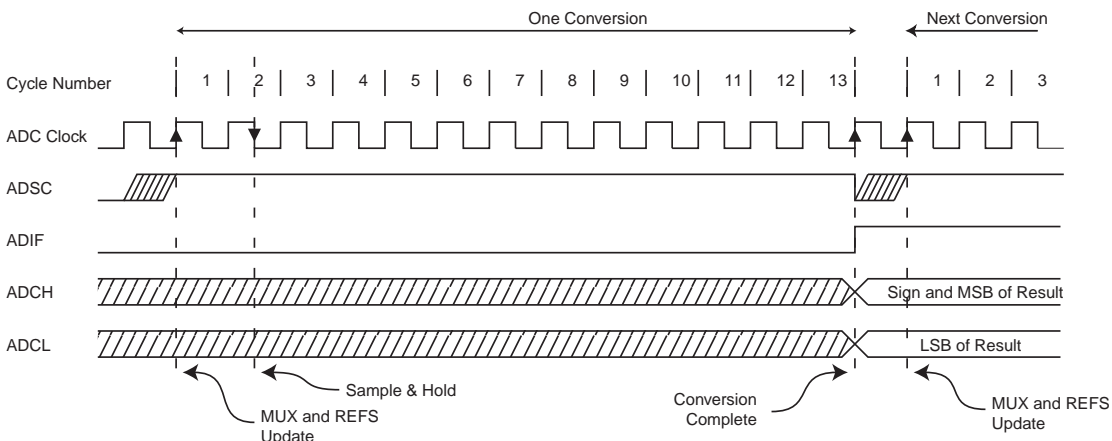 One Conversion
Next Conversion
Cycle Number
1 2 3 4 5 6 7 8 9 10 11 12 13
1 2 3
ADC Clock
ADSC
ADIF
ADCH
Sign and MSB of Result
ADCL
LSB of Result
Sample & Hold
MUX and REFS
Update
Conversion
Complete
MUX and REFS
Update